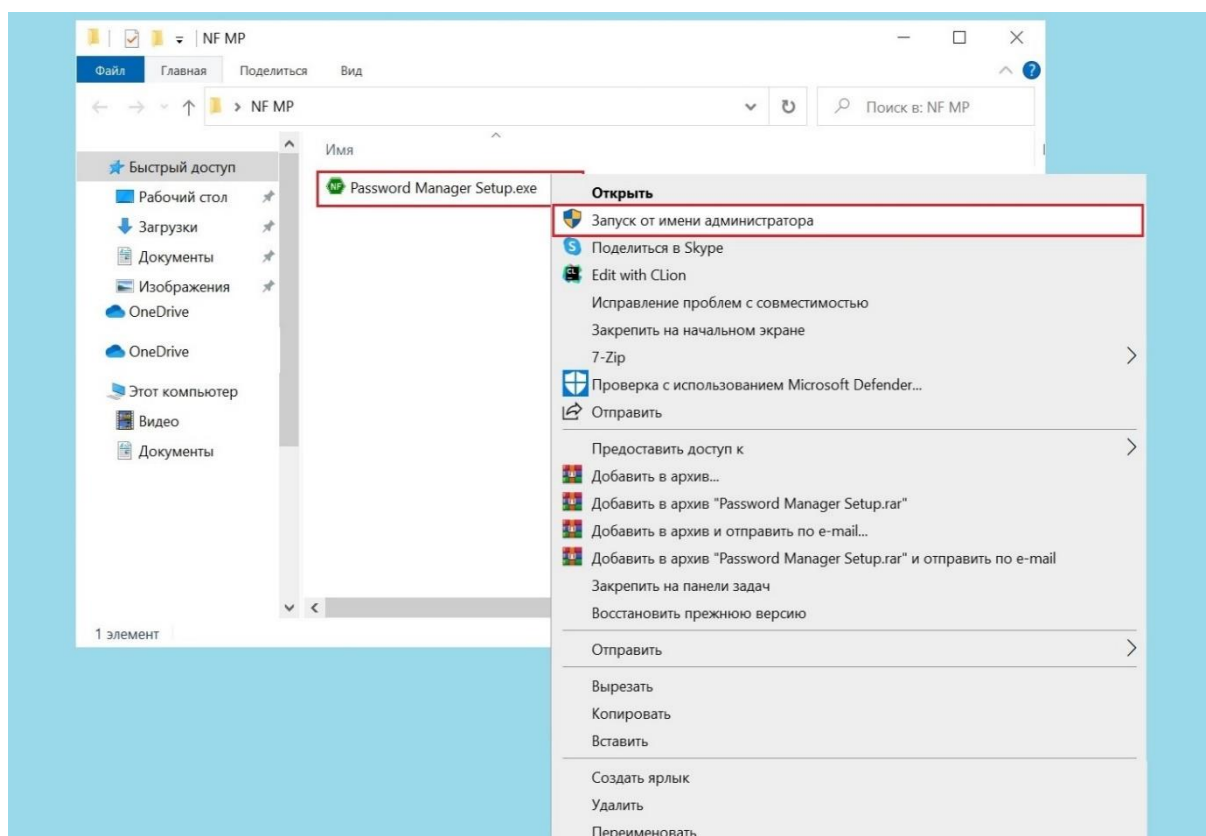 NF MP
Файл Главная Поделиться Вид
NF MP
Поиск в: NF MP
Имя
Быстрый доступ
Рабочий стол
Загрузки
Документы
Изображения
OneDrive
OneDrive
Этот компьютер
Видео
Документы
1 элемент
NF Password Manager Setup.exe
Открыть
Запуск от имени администратора
Поделиться в Skype
Edit with CLion
Исправление проблем с совместимостью
Закрепить на начальном экране
7-Zip
Проверка с использованием Microsoft Defender...
Отправить
Предоставить доступ к
Добавить в архив...
Добавить в архив "Password Manager Setup.rar"
Добавить в архив и отправить по e-mail...
Добавить в архив "Password Manager Setup.rar" и отправить по e-mail
Закрепить на панели задач
Восстановить прежнюю версию
Отправить
Вырезать
Копировать
Вставить
Создать ярлык
Удалить
Переименовать